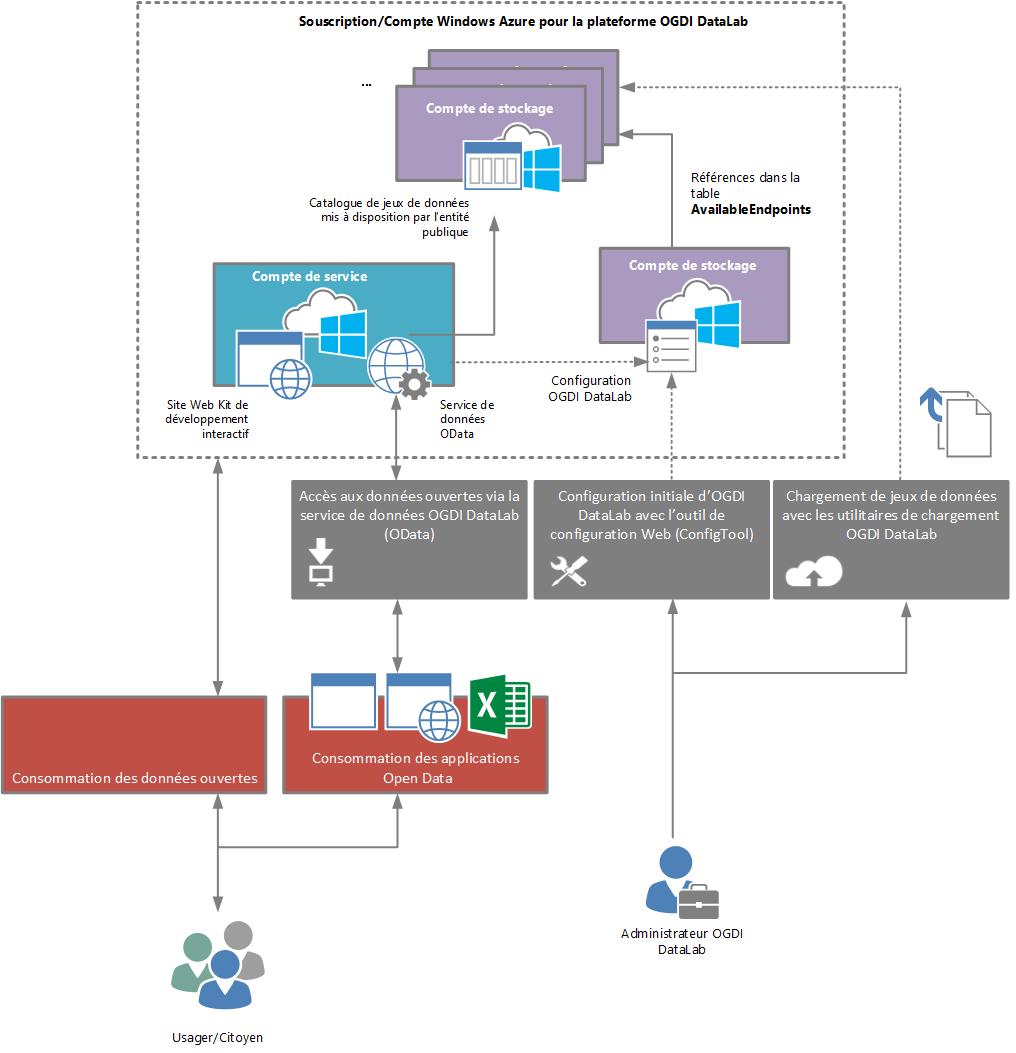 Souscription/Compte Windows Azure pour la plateforme OGDI DataLab
...
Compte de stockage
Catalogue de jeux de données
mis à disposition par l'entité
publique
Références dans la
table
AvailableEndpoints
Compte de service
Compte de stockage
Site Web Kit de
développement
interactif
Service de
données
OData
Configuration
OGDI DataLab
Accès aux données ouvertes via la
service de données OGDI DataLab
(OData)
Configuration initiale d'OGDI
DataLab avec l'outil de
configuration Web (ConfigTool)
Chargement de jeux de données
avec les utilitaires de chargement
OGDI DataLab
X
Consommation des données ouvertes
Consommation des applications
Open Data
Administrateur OGDI
DataLab
Usager/Citoyen